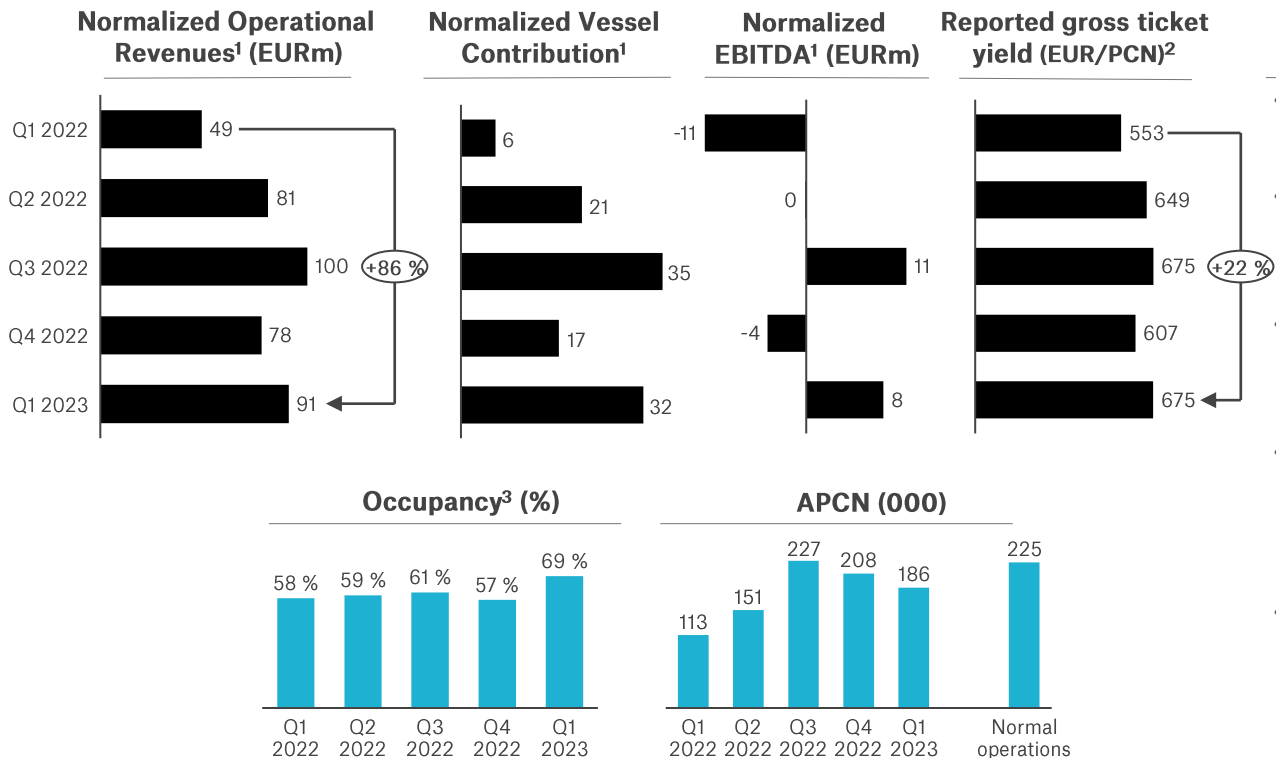 Normalized Operational
Revenues¹ (EURm)
Q1 2022
49
Q2 2022
81
Q3 2022
100
Q4 2022
78
Q1 2023
91
+86 %
Normalized Vessel
Contribution¹
6
21
35
17
32
Normalized
EBITDA¹ (EURm)
-11
0
11
-4
8
Reported gross ticket
yield (EUR/PCN)²
553
649
675
607
675
+22 %
Occupancy³ (%)
58 %
59 %
61 %
57 %
69 %
Q1
2022
Q2
2022
Q3
2022
Q4
2022
Q1
2023
APCN (000)
113
151
227
208
186
225
Q1
2022
Q2
2022
Q3
2022
Q4
2022
Q1
2023
Normal
operations